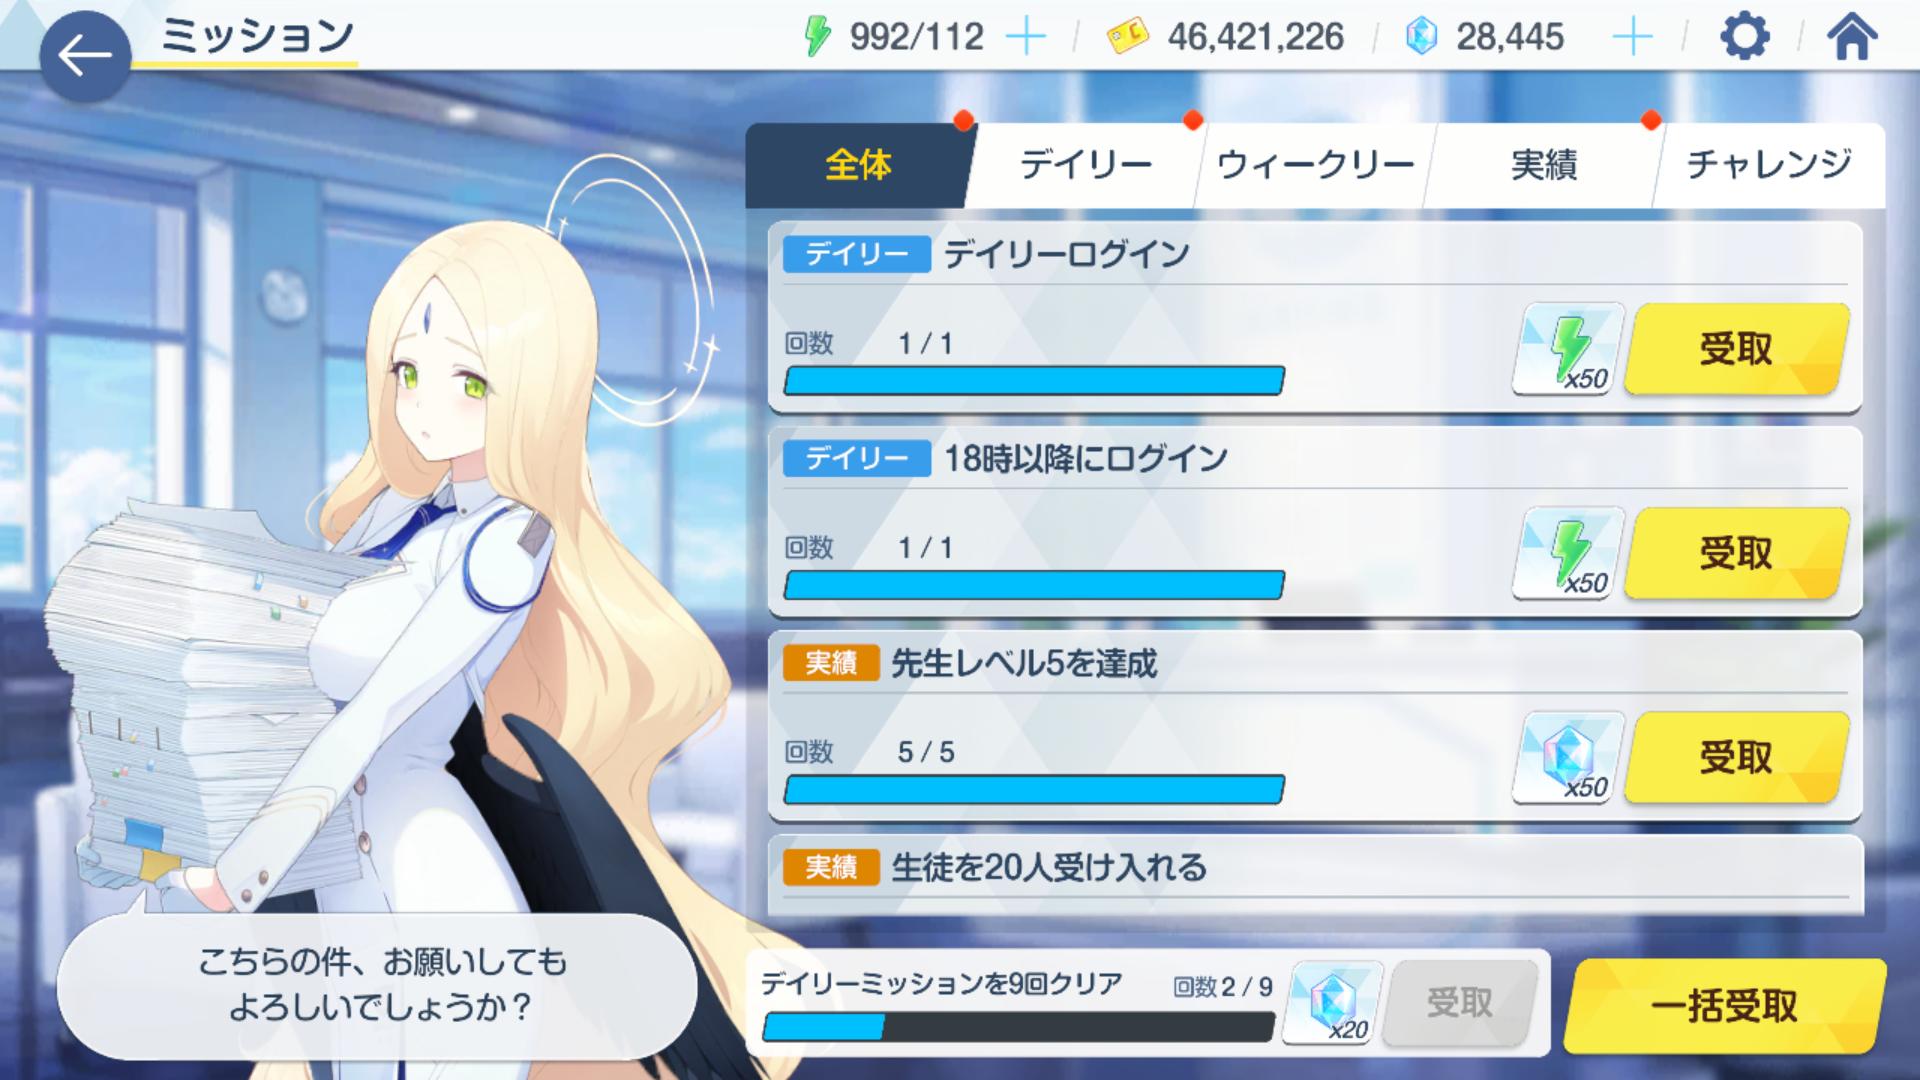 ミッション
992/112
46,421,226
28,445
全体
デイリー
ウィークリー
実績
チャレンジ
デイリー デイリーログイン
回数 1 / 1
x50
受取
デイリー 18時以降にログイン
回数 1 / 1
x50
受取
実績 先生レベル5を達成
回数 5 / 5
x50
受取
実績 生徒を20人受け入れる
こちらの件、お願いしても
よろしいでしょうか？
デイリーミッションを9回クリア 回数 2 / 9
x20
受取
一括受取